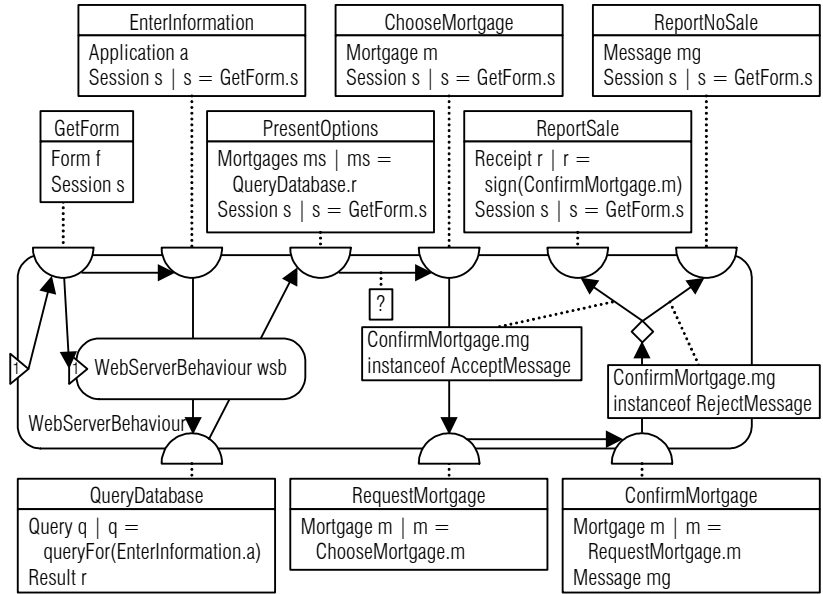 EnterInformation
Application a
Session s | s = GetForm.s
ChooseMortgage
Mortgage m
Session s | s = GetForm.s
ReportNoSale
Message mg
Session s | s = GetForm.s
GetForm
Form f
Session s
PresentOptions
Mortgages ms | ms =
QueryDatabase.r
Session s | s = GetForm.s
ReportSale
Receipt r | r =
sign(ConfirmMortgage.m)
Session s | s = GetForm.s
?
1
1
WebServerBehaviour wsb
ConfirmMortgage.mg
instanceof AcceptMessage
ConfirmMortgage.mg
instanceof RejectMessage
WebServerBehaviour
QueryDatabase
Query q | q =
queryFor(EnterInformation.a)
Result r
RequestMortgage
Mortgage m | m =
ChooseMortgage.m
ConfirmMortgage
Mortgage m | m =
RequestMortgage.m
Message mg